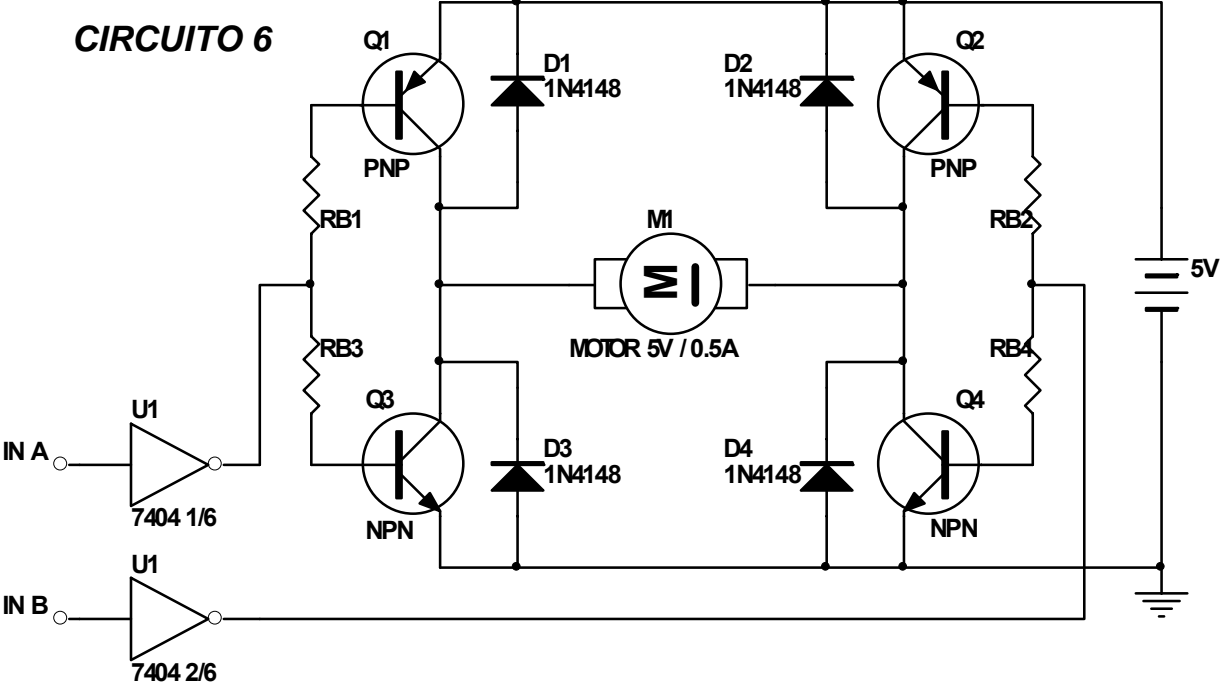 CIRCUITO 6
Q1
Q2
D1
1N4148
D2
1N4148
PNP
PNP
RB1
M1
RB2
M
5V
MOTOR 5V / 0.5A
RB3
RB4
Q3
Q4
U1
IN A
D3
1N4148
D4
1N4148
7404 1/6
NPN
NPN
U1
IN B
7404 2/6